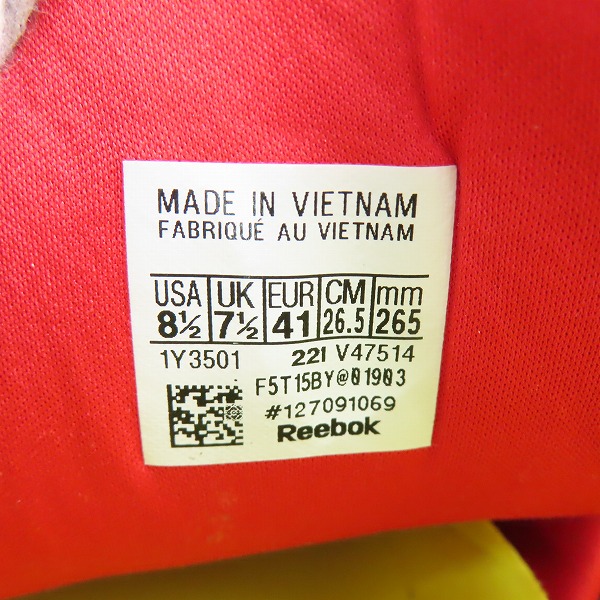 MADE IN VIETNAM
FABRIQUÉ AU VIETNAM
USA UK EUR CM mm
8½ 7½ 41 26.5 265
1Y3501 22I V47514
F5T15BY@01903
#127091069
Reebok